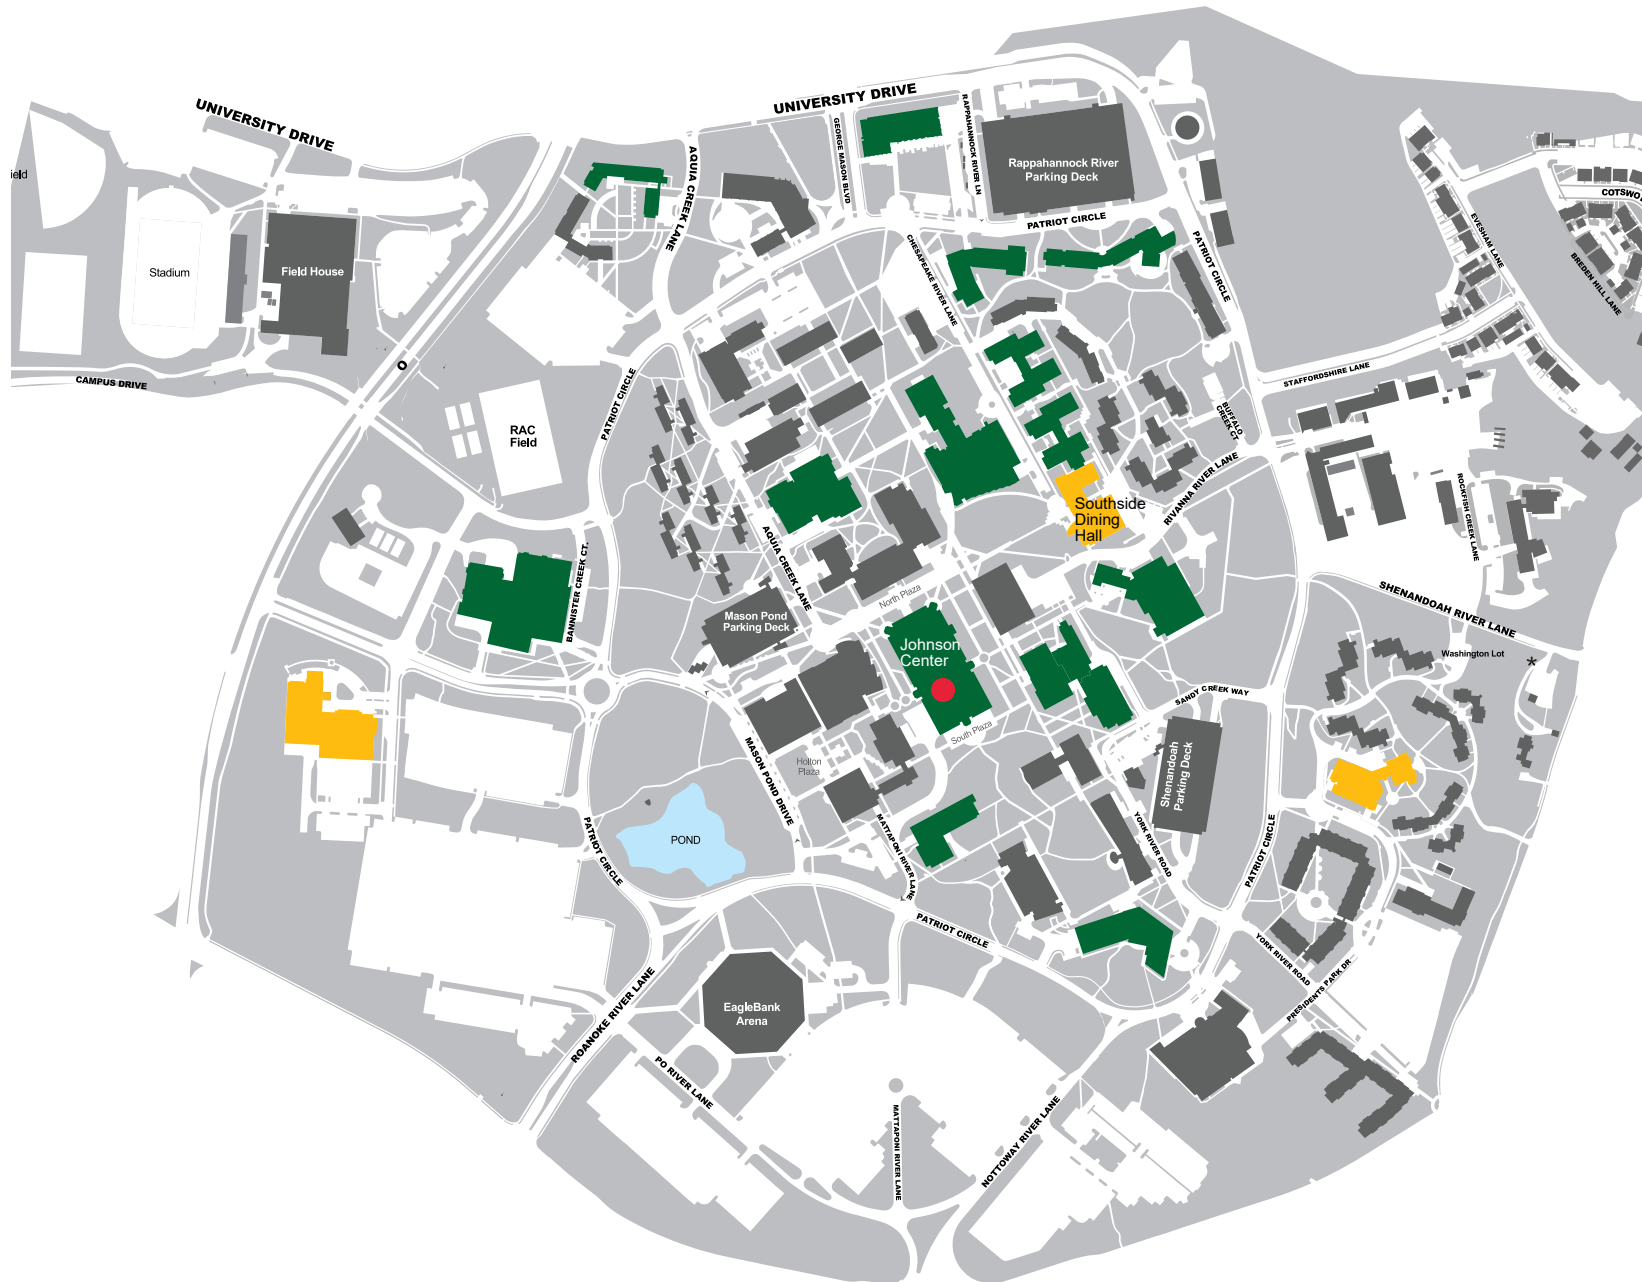 UNIVERSITY DRIVE
UNIVERSITY DRIVE
GEORGE MASON BLVD
RAPPAHANNOCK RIVER LN
Rappahannock River
Parking Deck
PATRIOT CIRCLE
PATRIOT CIRCLE
AQUIA CREEK LANE
CHESAPEAKE RIVER LANE
ield
Stadium
Field House
CAMPUS DRIVE
O
RAC
Field
PATRIOT CIRCLE
EVESHAM LANE
COTSWO
BREDEN HILL LANE
STAFFORDSHIRE LANE
BUFFALO
CREEK CT
RIVANNA RIVER LANE
ROCKFISH CREEK LANE
Southside
Dining
Hall
AQUIA CREEK LANE
BANNISTER CREEK CT.
North Plaza
Mason Pond
Parking Deck
Johnson
Center
SHENANDOAH RIVER LANE
Washington Lot
*
SANDY CREEK WAY
South Plaza
Holton
Plaza
MASON POND DRIVE
Shenandoah
Parking Deck
POND
PATRIOT CIRCLE
MATTAPONI RIVER LANE
YORK RIVER ROAD
PATRIOT CIRCLE
PATRIOT CIRCLE
YORK RIVER ROAD
PRESIDENTS PARK DR
EagleBank
Arena
ROANOKE RIVER LANE
PO RIVER LANE
MATTAPONI RIVER LANE
NOTTOWAY RIVER LANE